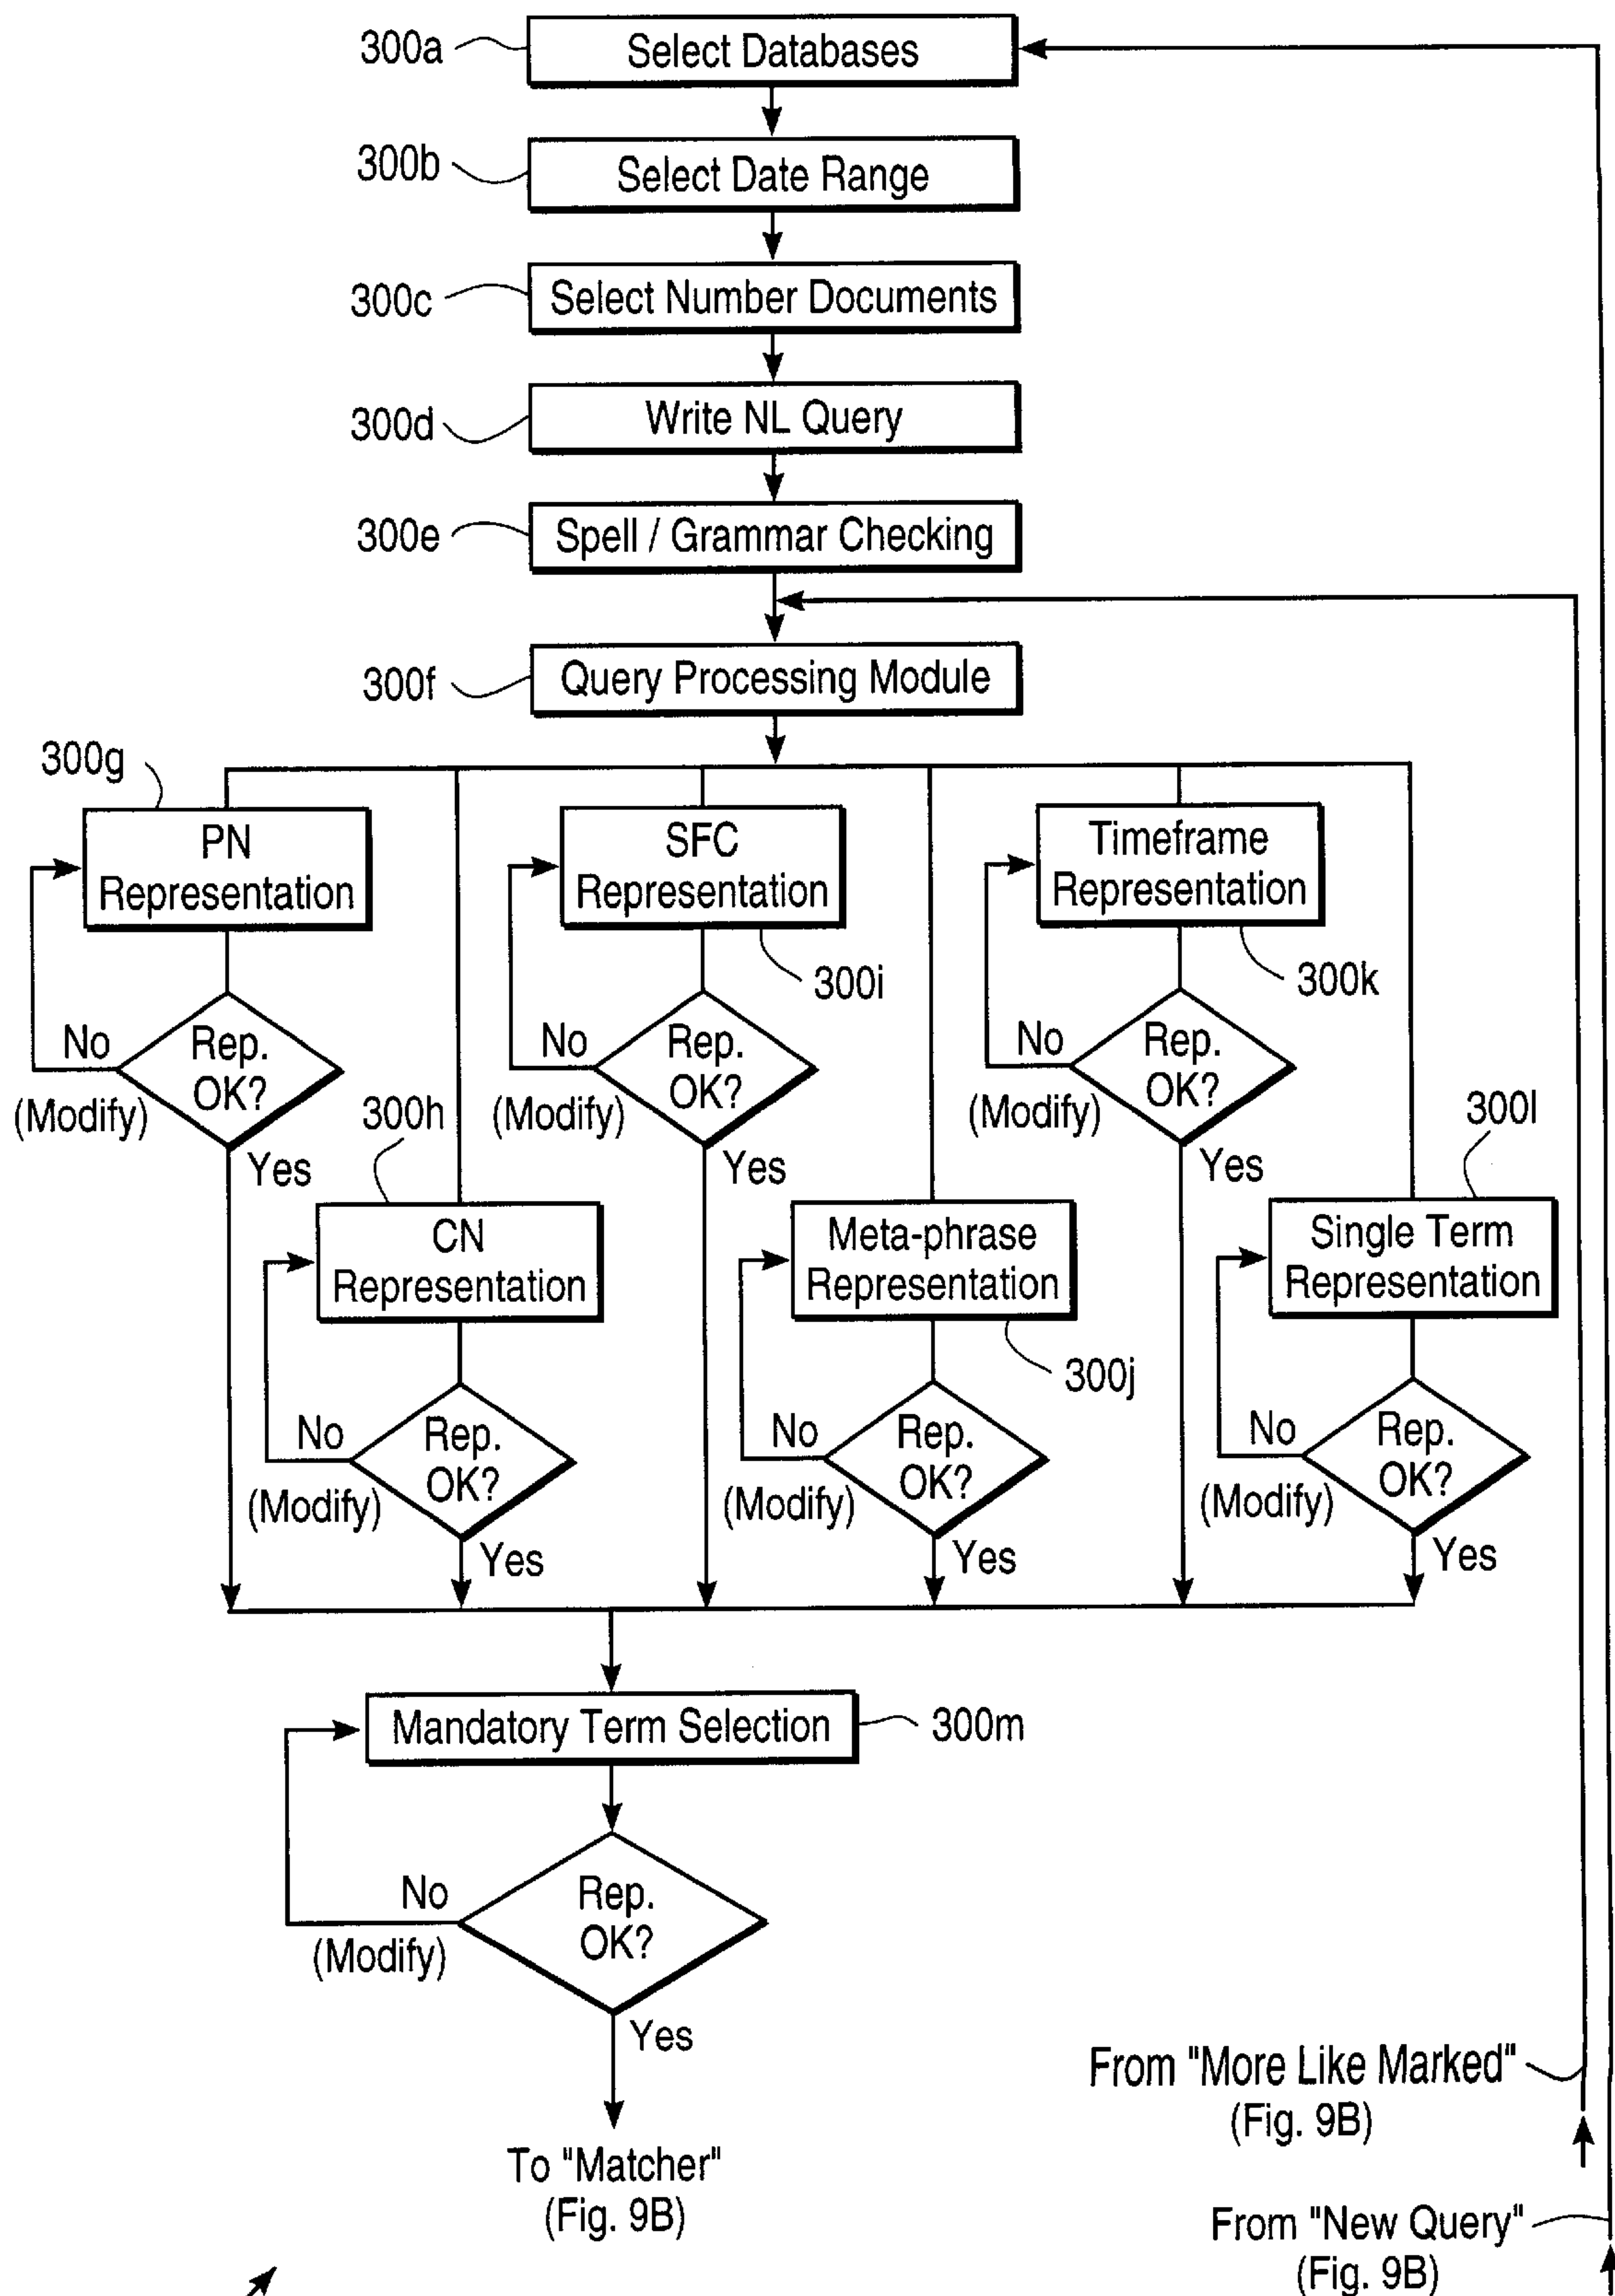 300a
Select Databases
300b
Select Date Range
300c
Select Number Documents
300d
Write NL Query
300e
Spell / Grammar Checking
300f
Query Processing Module
300g
PN
Representation
SFC
Representation
300i
Timeframe
Representation
300k
No
Rep.
OK?
(Modify)
Yes
No
Rep.
OK?
(Modify)
Yes
No
Rep.
OK?
(Modify)
Yes
300h
CN
Representation
Meta-phrase
Representation
300j
300l
Single Term
Representation
No
Rep.
OK?
(Modify)
Yes
No
Rep.
OK?
(Modify)
Yes
No
Rep.
OK?
(Modify)
Yes
Mandatory Term Selection
300m
No
Rep.
OK?
(Modify)
Yes
To "Matcher"
(Fig. 9B)
From "More Like Marked"
(Fig. 9B)
From "New Query"
(Fig. 9B)